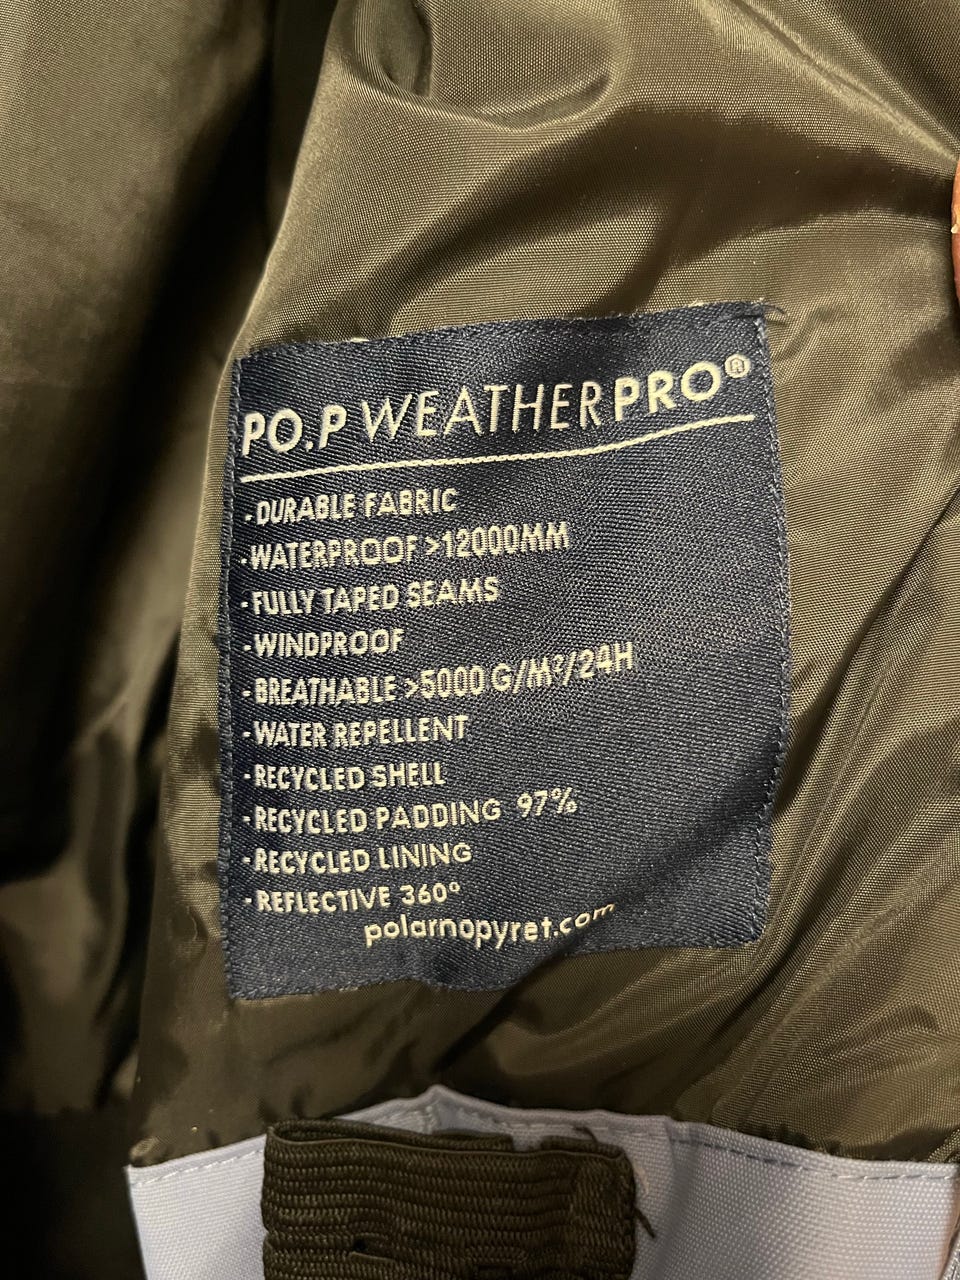 PO.P WEATHERPRO®
-DURABLE FABRIC
-WATERPROOF >12000MM
-FULLY TAPED SEAMS
-WINDPROOF
-BREATHABLE >5000 G/M²/24H
-WATER REPELLENT
-RECYCLED SHELL
-RECYCLED PADDING 97%
-RECYCLED LINING
-REFLECTIVE 360°
polarnopyret.com